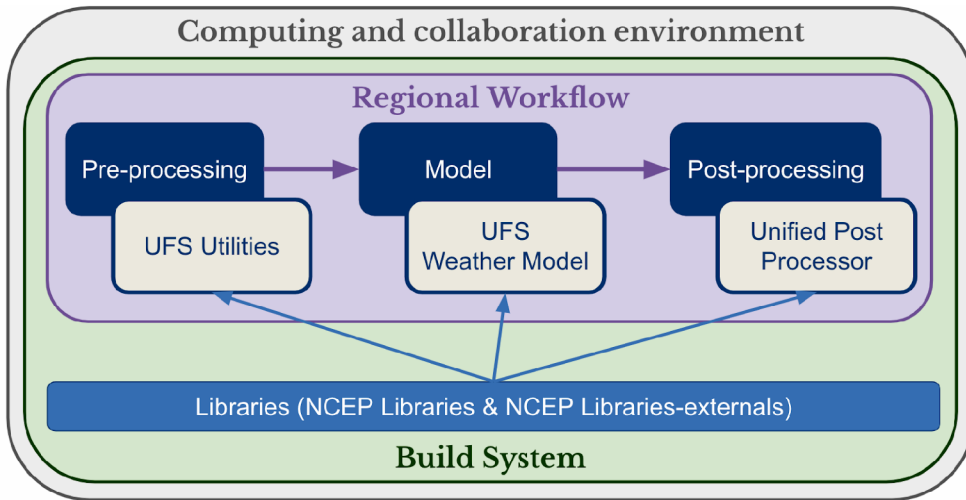 Computing and collaboration environment
Regional Workflow
Pre-processing
Model
Post-processing
UFS Utilities
UFS
Weather Model
Unified Post
Processor
Libraries (NCEP Libraries & NCEP Libraries-externals)
Build System